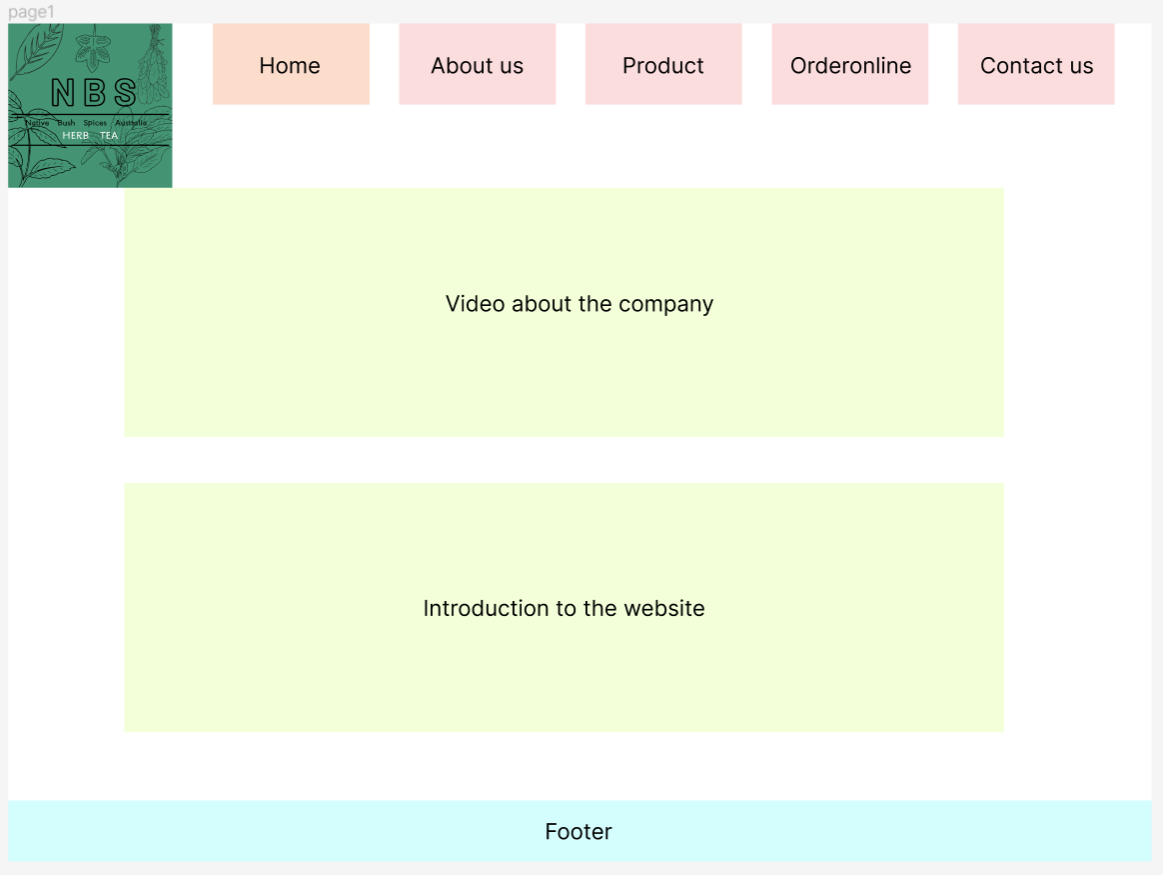 page1
N B S
Native Bush Spices Australia
HERB TEA
Home
About us
Product
Orderonline
Contact us
Video about the company
Introduction to the website
Footer